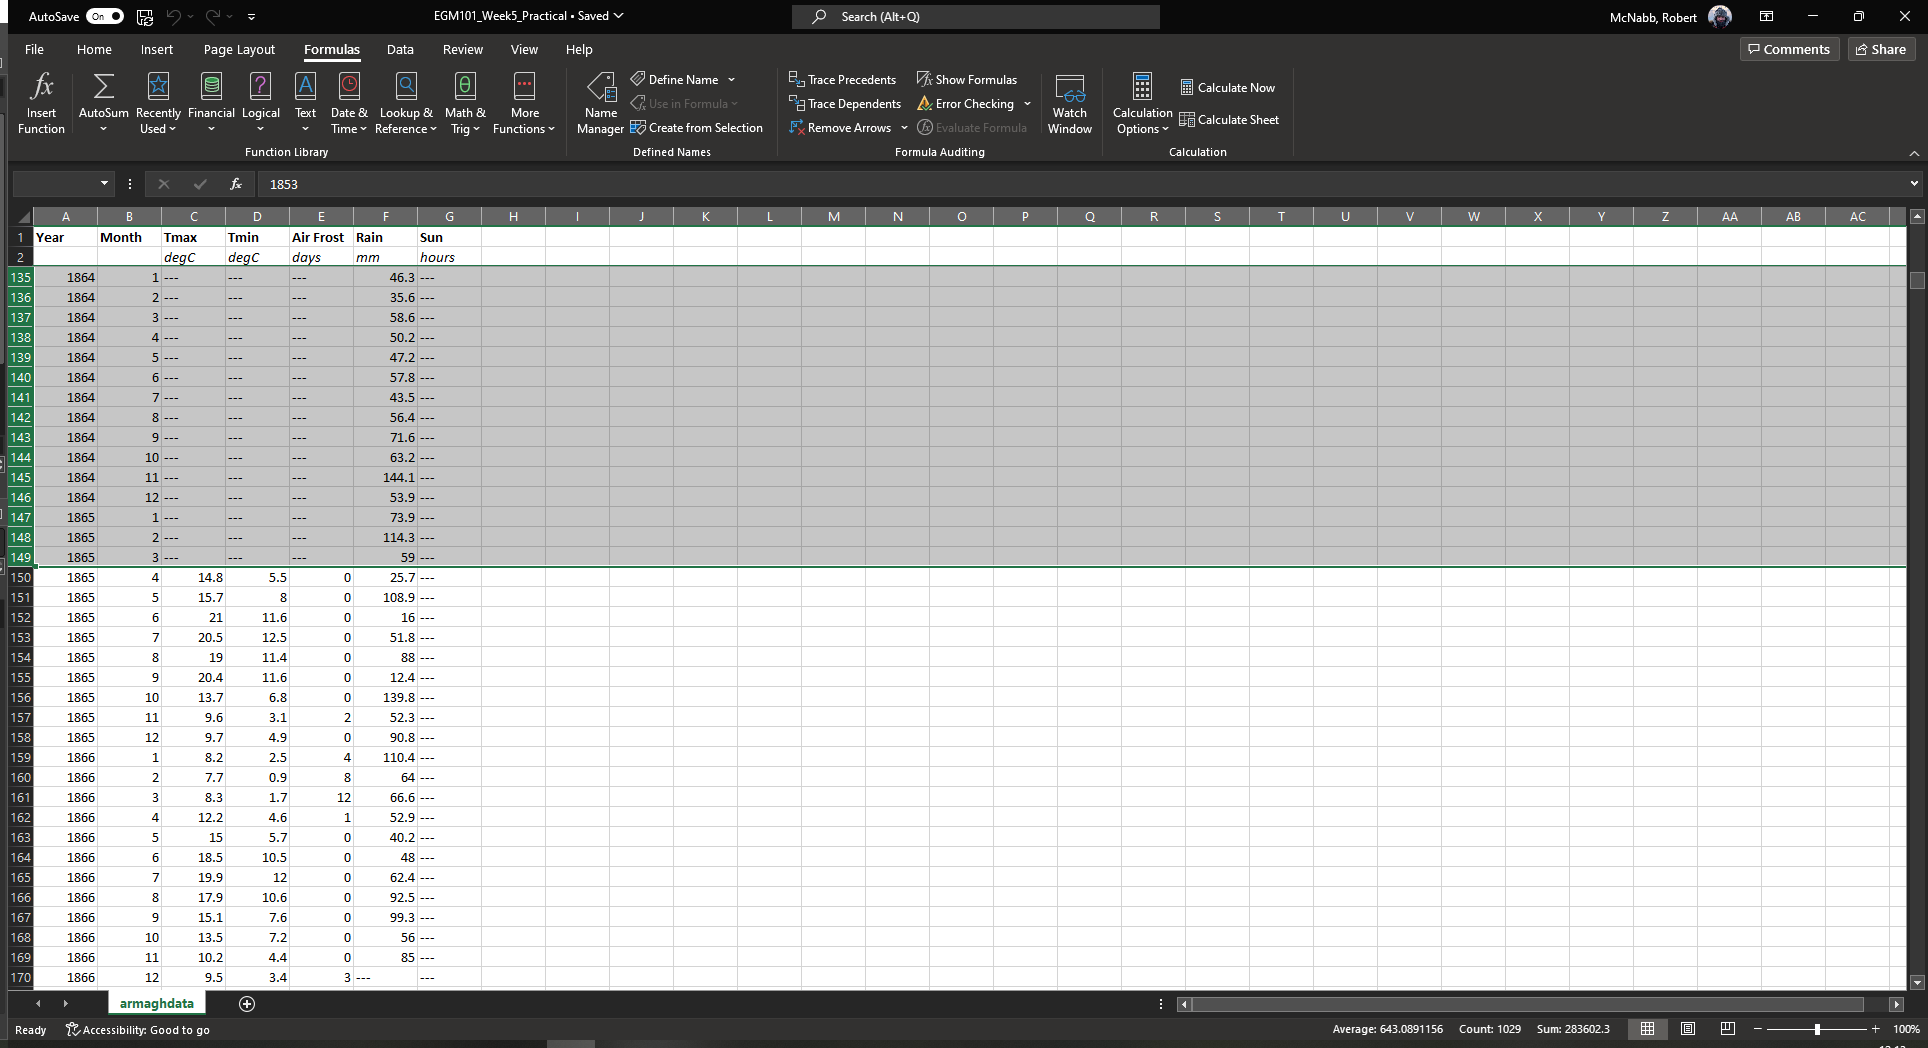 AutoSave On EGM101_Week5_Practical • Saved Search (Alt+Q) McNabb, Robert
File Home Insert Page Layout Formulas Data Review View Help Comments Share
Insert Function AutoSum Recently Used Financial Logical Text Date & Time Lookup & Reference Math & Trig More Functions
Function Library
Name Manager Define Name Use in Formula Create from Selection
Defined Names
Trace Precedents Show Formulas
Trace Dependents Error Checking
Remove Arrows Evaluate Formula
Formula Auditing
Watch Window
Calculation Options Calculate Now Calculate Sheet
Calculation
fx 1853
A B C D E F G H I J K L M N O P Q R S T U V W X Y Z AA AB AC
1 Year Month Tmax Tmin Air Frost Rain Sun
2 degC degC days mm hours
135 1864 1 --- --- --- 46.3 ---
136 1864 2 --- --- --- 35.6 ---
137 1864 3 --- --- --- 58.6 ---
138 1864 4 --- --- --- 50.2 ---
139 1864 5 --- --- --- 47.2 ---
140 1864 6 --- --- --- 57.8 ---
141 1864 7 --- --- --- 43.5 ---
142 1864 8 --- --- --- 56.4 ---
143 1864 9 --- --- --- 71.6 ---
144 1864 10 --- --- --- 63.2 ---
145 1864 11 --- --- --- 144.1 ---
146 1864 12 --- --- --- 53.9 ---
147 1865 1 --- --- --- 73.9 ---
148 1865 2 --- --- --- 114.3 ---
149 1865 3 --- --- --- 59 ---
150 1865 4 14.8 5.5 0 25.7 ---
151 1865 5 15.7 8 0 108.9 ---
152 1865 6 21 11.6 0 16 ---
153 1865 7 20.5 12.5 0 51.8 ---
154 1865 8 19 11.4 0 88 ---
155 1865 9 20.4 11.6 0 12.4 ---
156 1865 10 13.7 6.8 0 139.8 ---
157 1865 11 9.6 3.1 2 52.3 ---
158 1865 12 9.7 4.9 0 90.8 ---
159 1866 1 8.2 2.5 4 110.4 ---
160 1866 2 7.7 0.9 8 64 ---
161 1866 3 8.3 1.7 12 66.6 ---
162 1866 4 12.2 4.6 1 52.9 ---
163 1866 5 15 5.7 0 40.2 ---
164 1866 6 18.5 10.5 0 48 ---
165 1866 7 19.9 12 0 62.4 ---
166 1866 8 17.9 10.6 0 92.5 ---
167 1866 9 15.1 7.6 0 99.3 ---
168 1866 10 13.5 7.2 0 56 ---
169 1866 11 10.2 4.4 0 85 ---
170 1866 12 9.5 3.4 3 --- ---
armaghdata
Ready Accessibility: Good to go Average: 643.0891156 Count: 1029 Sum: 283602.3 100%